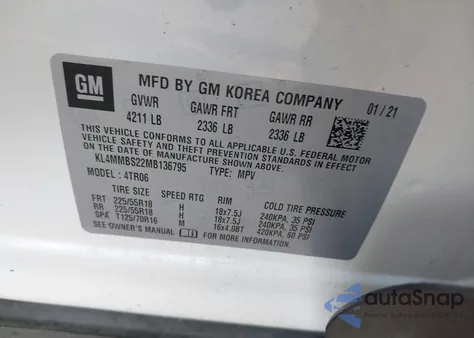 GM
MFD BY GM KOREA COMPANY 01/21
GVWR GAWR FRT GAWR RR
4211 LB 2336 LB 2336 LB
THIS VEHICLE CONFORMS TO ALL APPLICABLE U.S. FEDERAL MOTOR
VEHICLE SAFETY AND THEFT PREVENTION STANDARDS IN EFFECT
ON THE DATE OF MANUFACTURE SHOWN ABOVE.
KL4MMBS22MB136795 TYPE: MPV
MODEL: 4TR06
TIRE SIZE SPEED RTG RIM COLD TIRE PRESSURE
FRT 225/55R18 H 18x7.5J 240KPA, 35 PSI
RR 225/55R18 H 18x7.5J 240KPA, 35 PSI
SPA T125/70R16 M 16x4.0BT 420KPA, 60 PSI
SEE OWNER'S MANUAL FOR MORE INFORMATION.
autaSnap